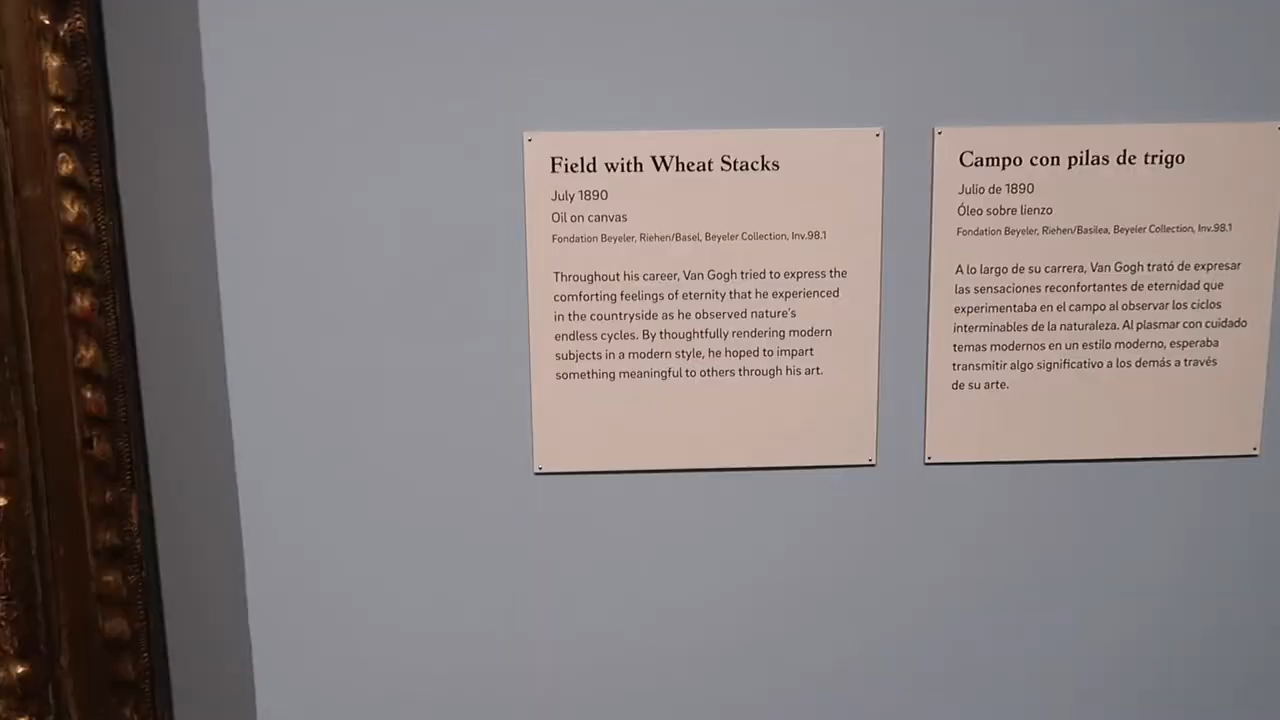 Field with Wheat Stacks
July 1890
Oil on canvas
Fondation Beyeler, Riehen/Basel, Beyeler Collection, Inv.98.1
Throughout his career, Van Gogh tried to express the
comforting feelings of eternity that he experienced
in the countryside as he observed nature's
endless cycles. By thoughtfully rendering modern
subjects in a modern style, he hoped to impart
something meaningful to others through his art.
Campo con pilas de trigo
Julio de 1890
Óleo sobre lienzo
Fondation Beyeler, Riehen/Basilea, Beyeler Collection, Inv.98.1
A lo largo de su carrera, Van Gogh trató de expresar
las sensaciones reconfortantes de eternidad que
experimentaba en el campo al observar los ciclos
interminables de la naturaleza. Al plasmar con cuidado
temas modernos en un estilo moderno, esperaba
transmitir algo significativo a los demás a través
de su arte.